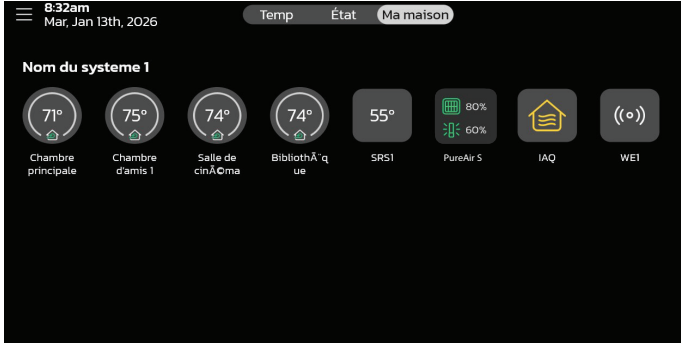 8:32am
Mar, Jan 13th, 2026
Temp État Ma maison
Nom du systeme 1
71° 75° 74° 74° 55° 80%
60%
Chambre principale
Chambre d'amis 1
Salle de cinÃ©ma
BibliothÃ¨q
ue
SRS1
PureAir S
IAQ
WE1